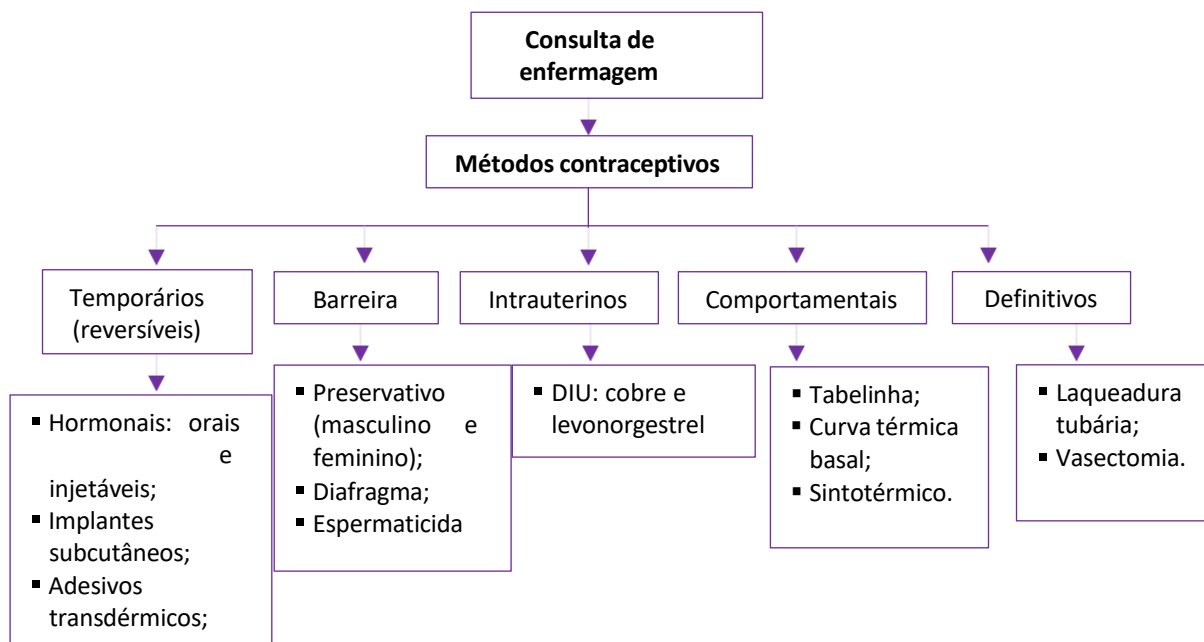 Consulta de
enfermagem
Métodos contraceptivos
Temporários
(reversíveis)
Barreira
Intrauterinos
Comportamentais
Definitivos
▪ Hormonais: orais
e
injetáveis;
▪ Implantes
subcutâneos;
▪ Adesivos
transdérmicos;
▪ Preservativo
(masculino e
feminino);
▪ Diafragma;
▪ Espermaticida
▪ DIU: cobre e
levonorgestrel
▪ Tabelinha;
▪ Curva térmica
basal;
▪ Sintotérmico.
▪ Laqueadura
tubária;
▪ Vasectomia.